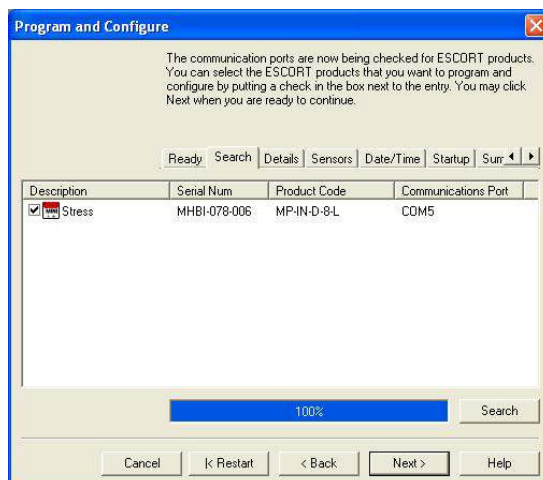 Program and Configure
The communication ports are now being checked for ESCORT products.
You can select the ESCORT products that you want to program and
configure by putting a check in the box next to the entry. You may click
Next when you are ready to continue.
Ready Search Details Sensors Date/Time Startup Sum
Description Serial Num Product Code Communications Port
MINI Stress MHBI-078-006 MP-IN-D-8-L COM5
100% Search
Cancel |< Restart < Back Next > Help